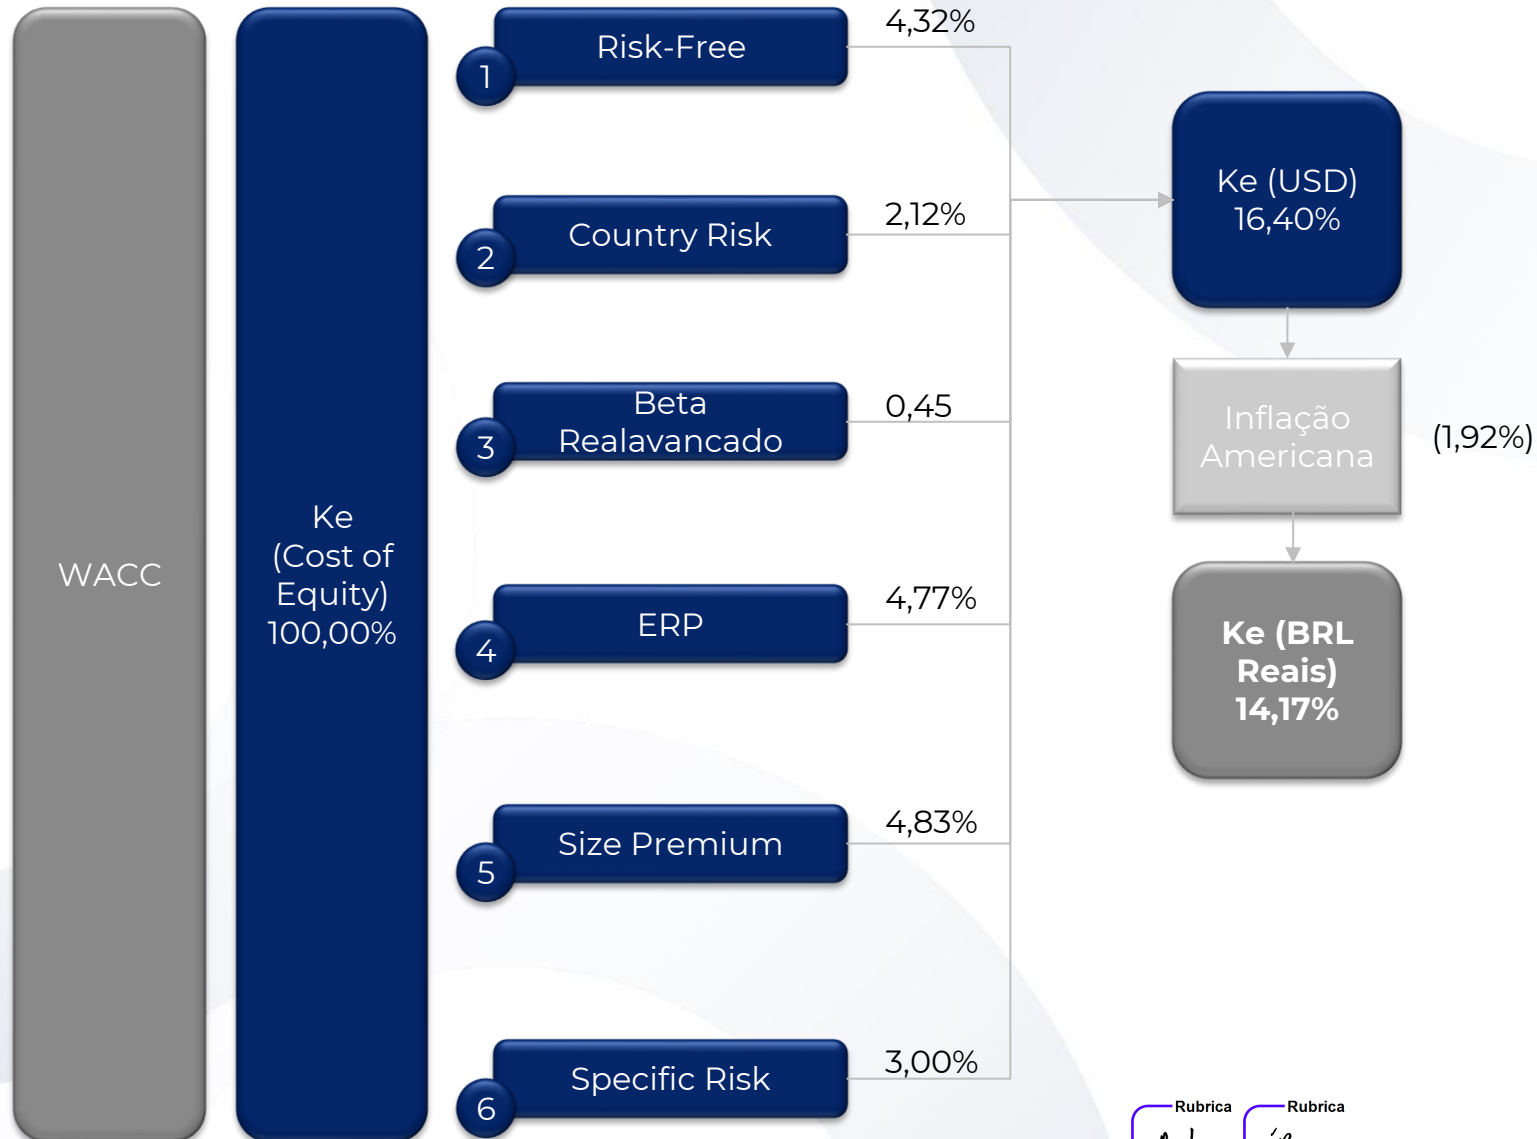 WACC
Ke
(Cost of
Equity)
100,00%
1
Risk-Free
4,32%
2
Country Risk
2,12%
3
Beta
Realavancado
0,45
4
ERP
4,77%
5
Size Premium
4,83%
6
Specific Risk
3,00%
Ke (USD)
16,40%
Inflação
Americana
(1,92%)
Ke (BRL
Reais)
14,17%
Rubrica
Rubrica